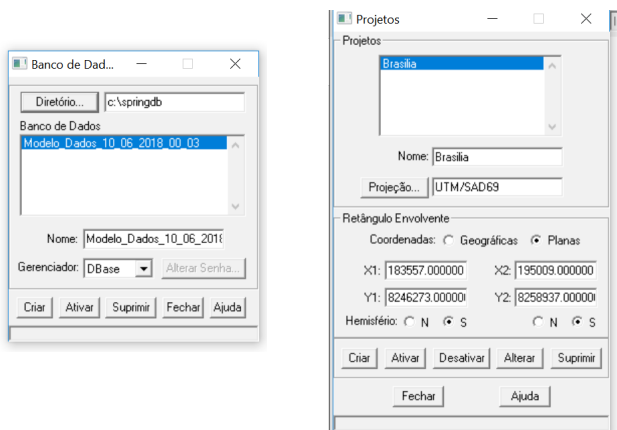 Banco de Dad...
Diretório... c:\springdb
Banco de Dados
Modelo_Dados_10_06_2018_00_03
Nome: Modelo_Dados_10_06_2018
Gerenciador: DBase Alterar Senha...
Criar Ativar Suprimir Fechar Ajuda
Projetos
Projetos
Brasilia
Nome: Brasilia
Projeção... UTM/SAD69
Retângulo Envolvente
Coordenadas: Geográficas Planas
X1: 183557.000000 X2: 195009.000000
Y1: 8246273.00000 Y2: 8258937.00000
Hemisfério: N S N S
Criar Ativar Desativar Alterar Suprimir
Fechar Ajuda